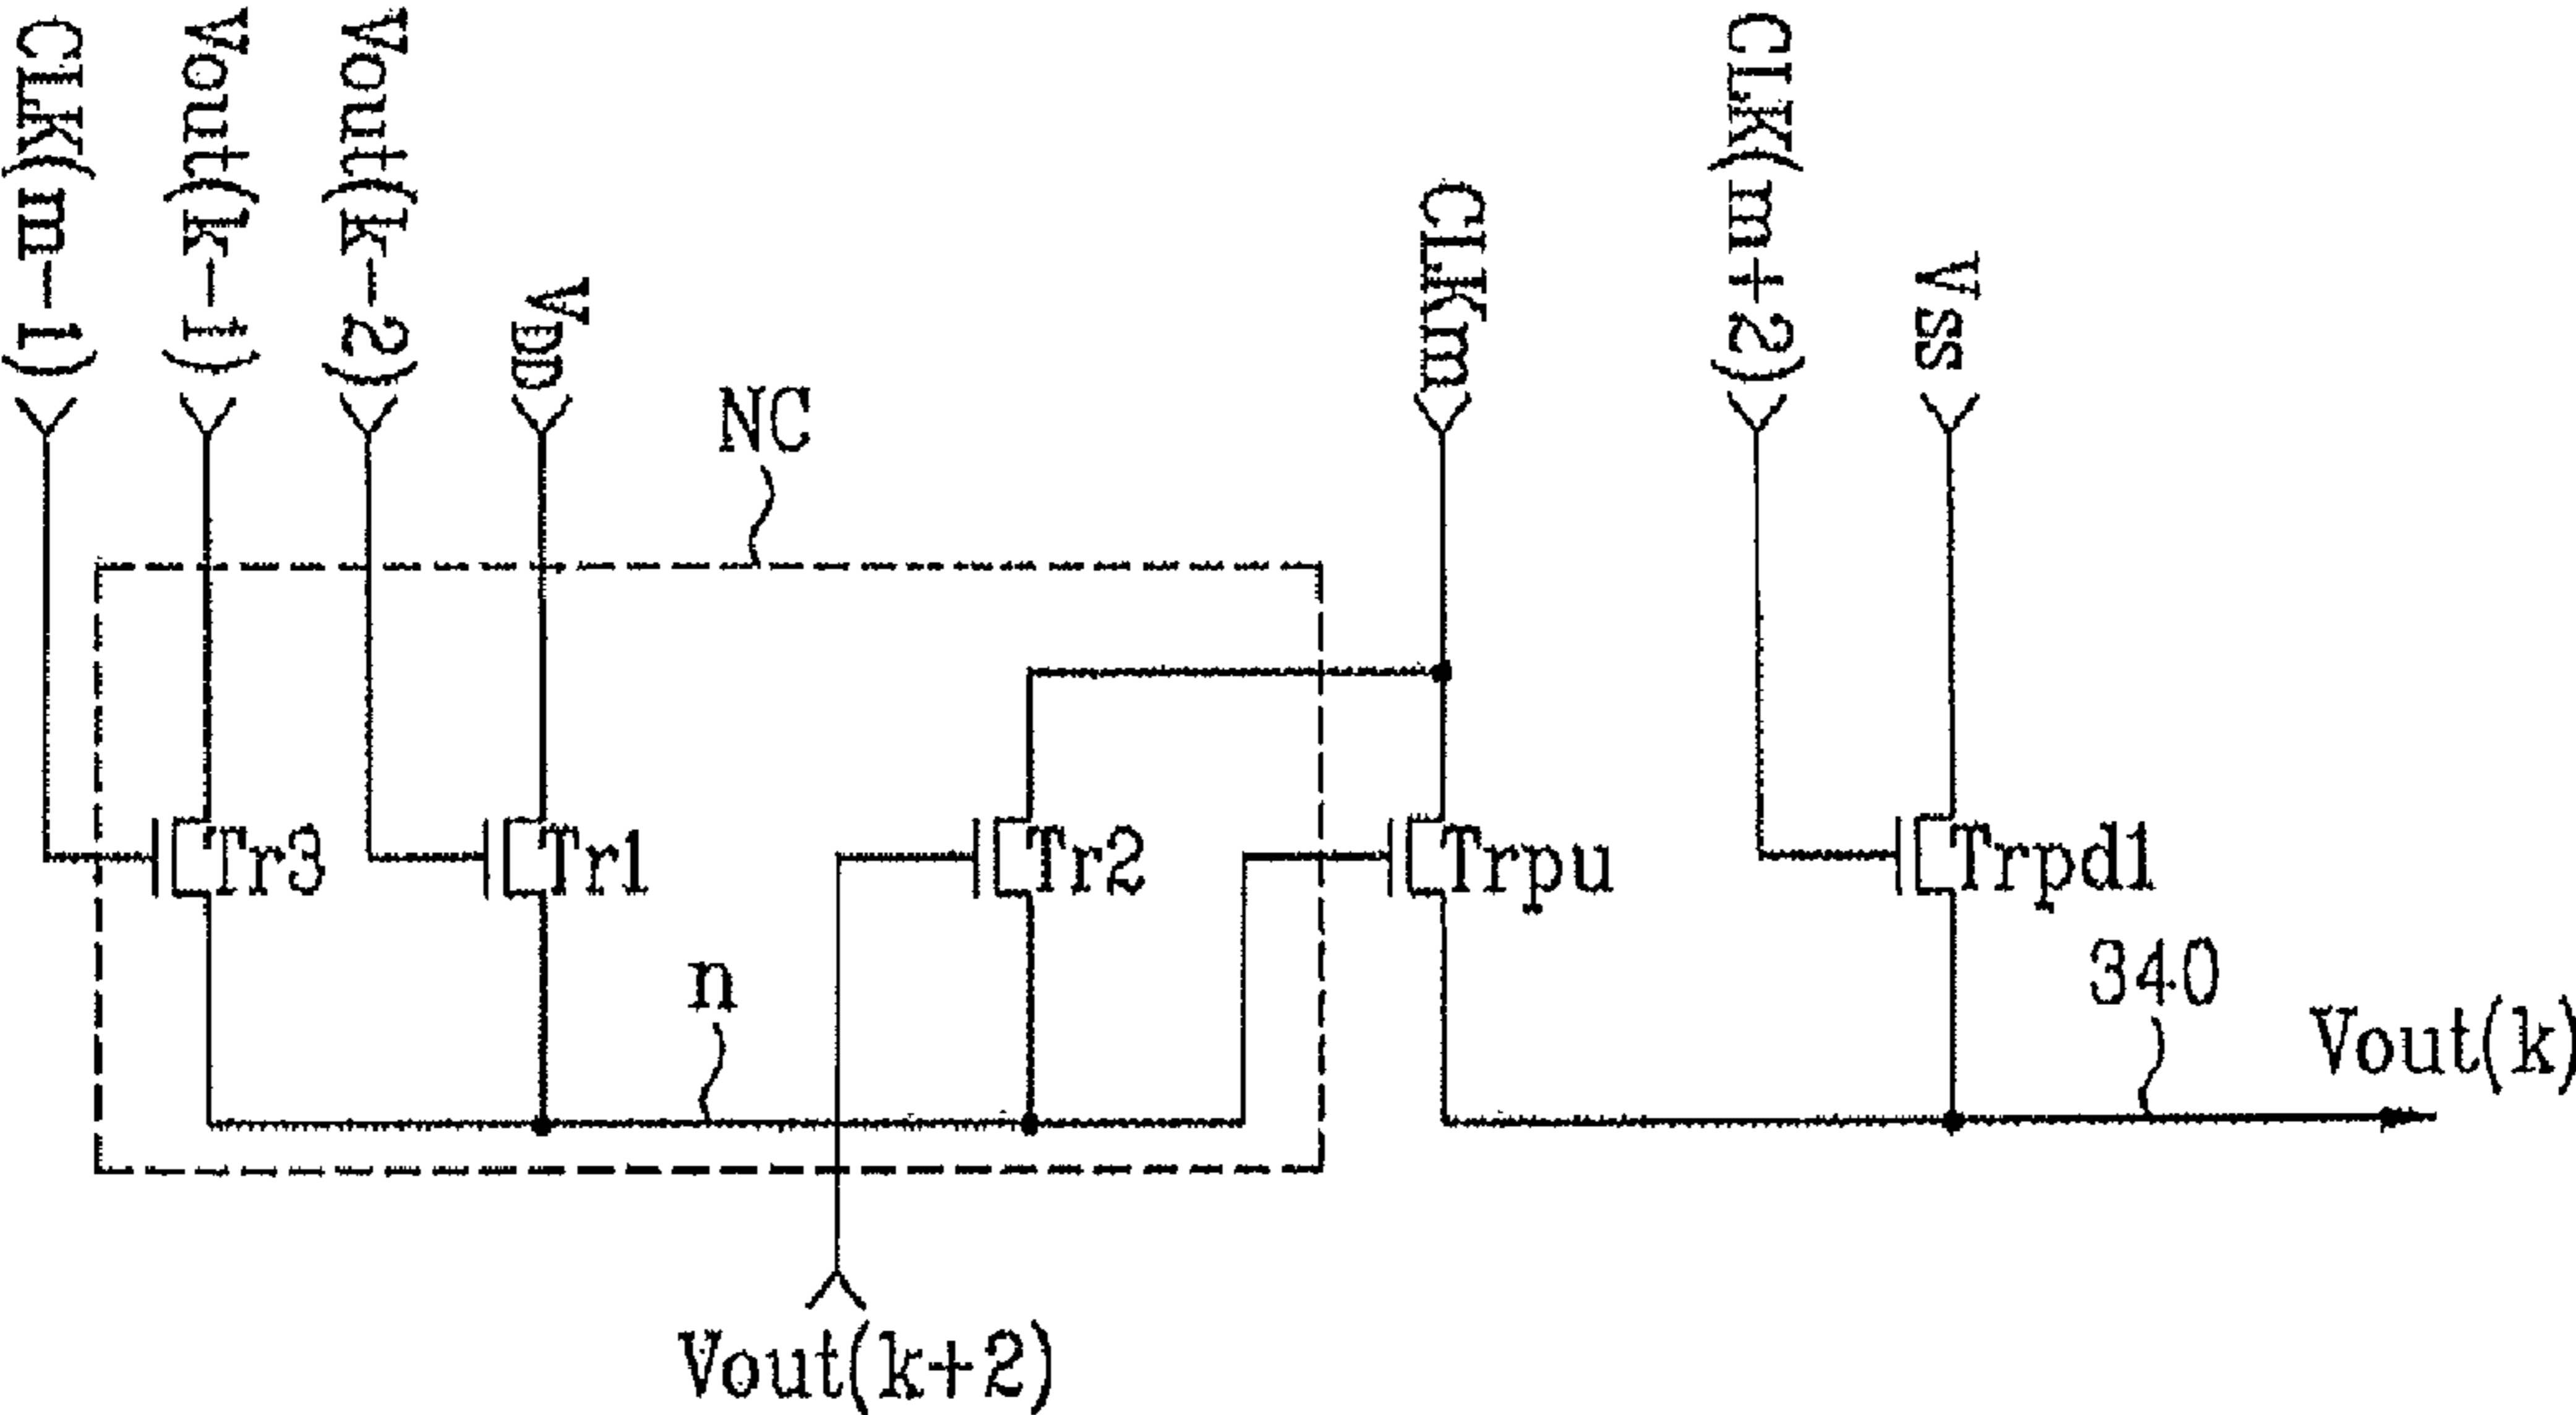 CLK(m-1)
Vout(k-1)
Vout(k-2)
VDD
CLKm
CLK(m+2)
VSS
NC
Tr3
Tr1
Tr2
Trpu
Trpd1
n
340
Vout(k)
Vout(k+2)